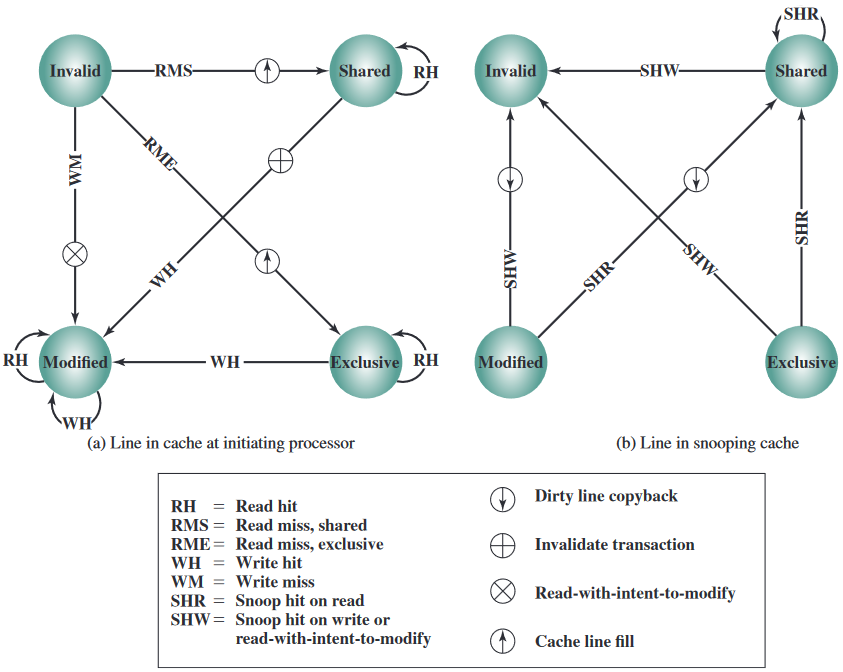 Invalid
RMS
Shared
RH
WM
RME
WH
WH
RH
Modified
Exclusive
RH
WH
(a) Line in cache at initiating processor
SHR
Invalid
SHW
Shared
SHW
SHR
SHW
SHR
Modified
Exclusive
(b) Line in snooping cache
RH = Read hit
RMS = Read miss, shared
RME = Read miss, exclusive
WH = Write hit
WM = Write miss
SHR = Snoop hit on read
SHW = Snoop hit on write or
read-with-intent-to-modify
Dirty line copyback
Invalidate transaction
Read-with-intent-to-modify
Cache line fill